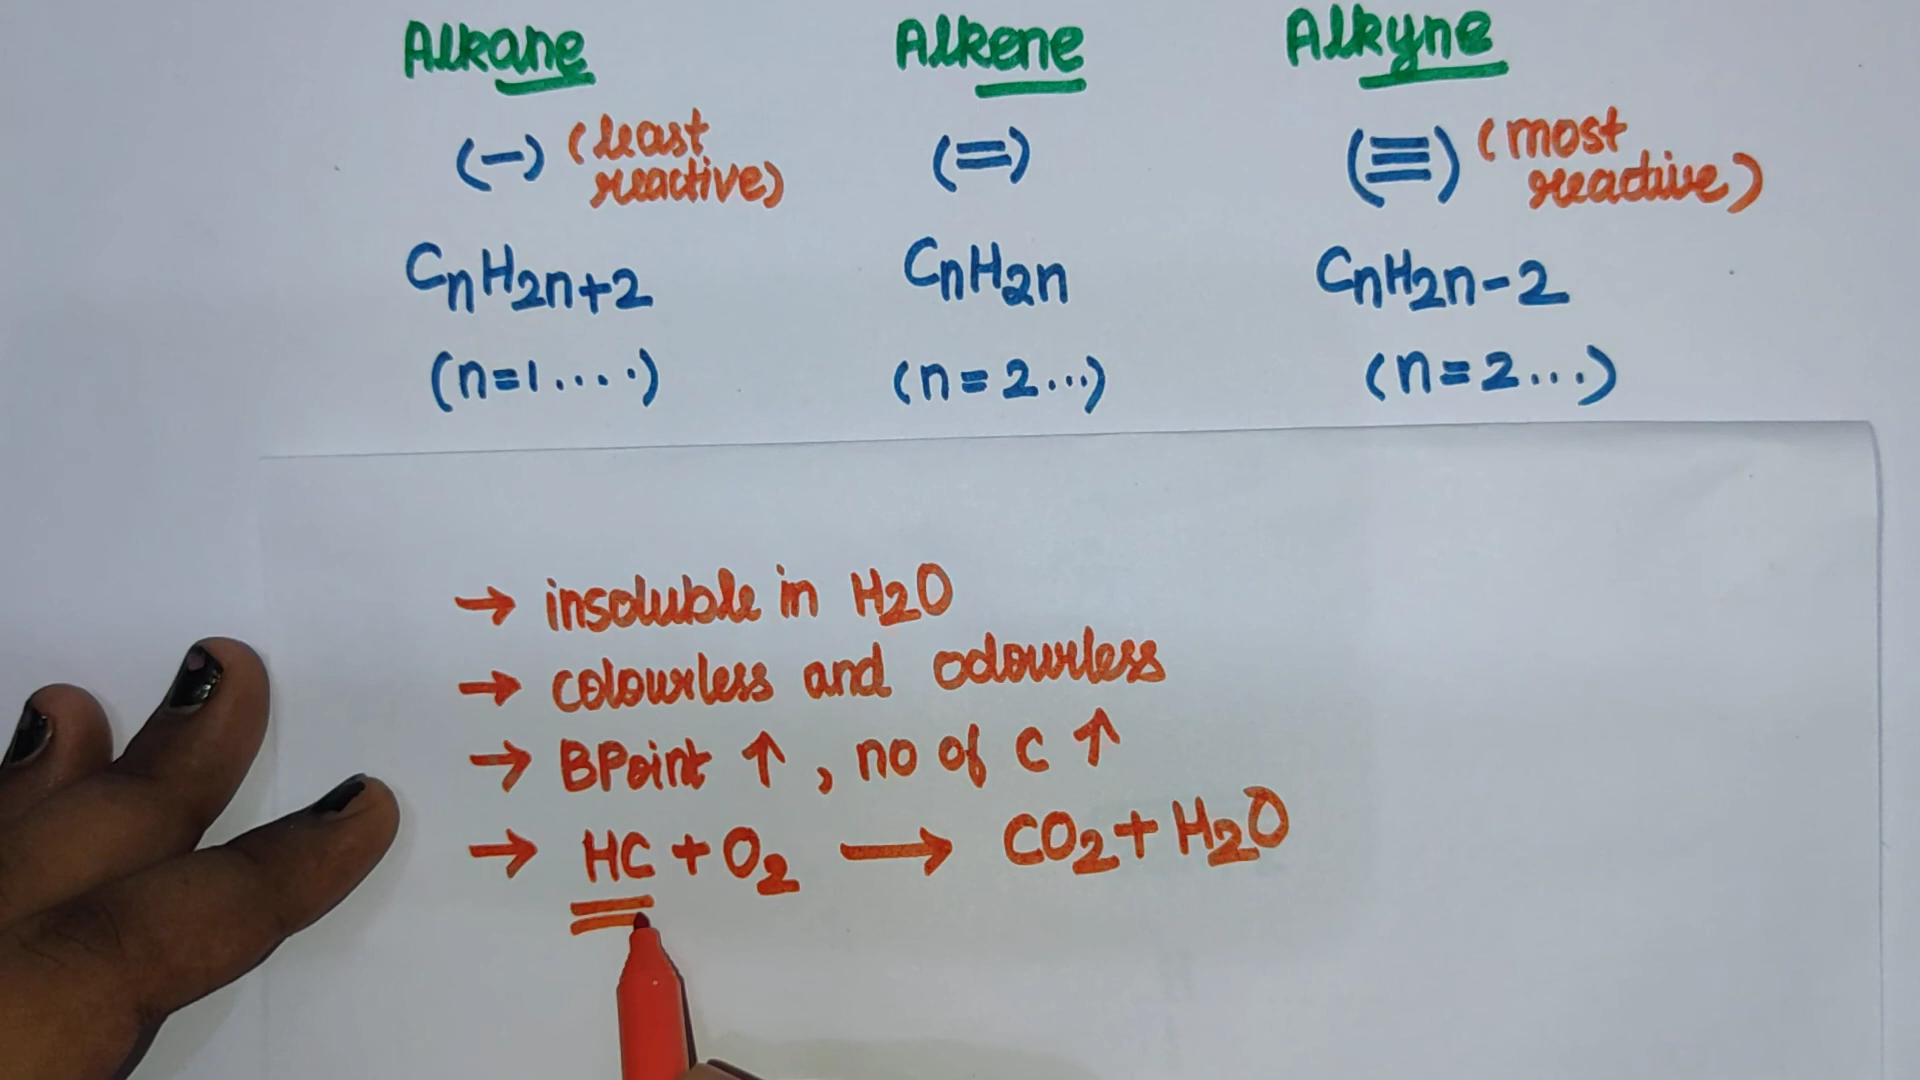 Alkane Alkene Alkyne
(-) (least reactive) (=) (≡) (most reactive)
CnH2n+2 CnH2n CnH2n-2
(n=1....) (n=2...) (n=2...)
→ insoluble in H2O
→ colourless and odourless
→ BPoint ↑, no of C ↑
→ HC + O2 → CO2 + H2O